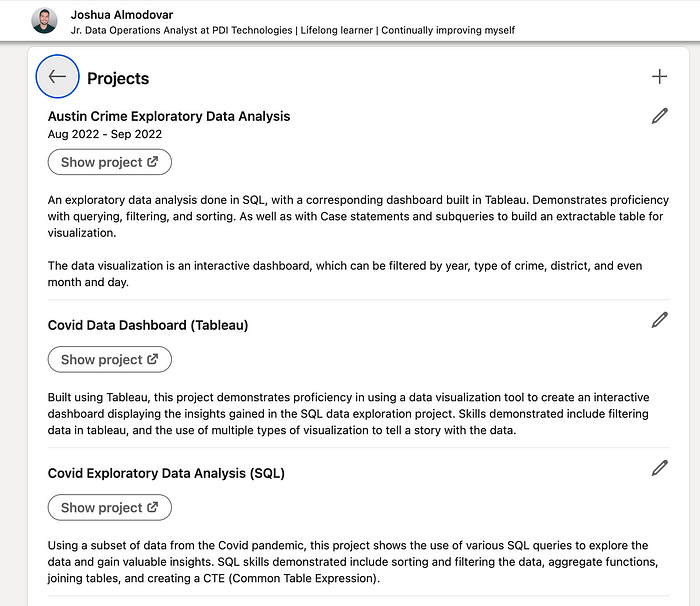 Joshua Almodovar
Jr. Data Operations Analyst at PDI Technologies | Lifelong learner | Continually improving myself
Projects
Austin Crime Exploratory Data Analysis
Aug 2022 - Sep 2022
Show project
An exploratory data analysis done in SQL, with a corresponding dashboard built in Tableau. Demonstrates proficiency
with querying, filtering, and sorting. As well as with Case statements and subqueries to build an extractable table for
visualization.
The data visualization is an interactive dashboard, which can be filtered by year, type of crime, district, and even
month and day.
Covid Data Dashboard (Tableau)
Show project
Built using Tableau, this project demonstrates proficiency in using a data visualization tool to create an interactive
dashboard displaying the insights gained in the SQL data exploration project. Skills demonstrated include filtering
data in tableau, and the use of multiple types of visualization to tell a story with the data.
Covid Exploratory Data Analysis (SQL)
Show project
Using a subset of data from the Covid pandemic, this project shows the use of various SQL queries to explore the
data and gain valuable insights. SQL skills demonstrated include sorting and filtering the data, aggregate functions,
joining tables, and creating a CTE (Common Table Expression).